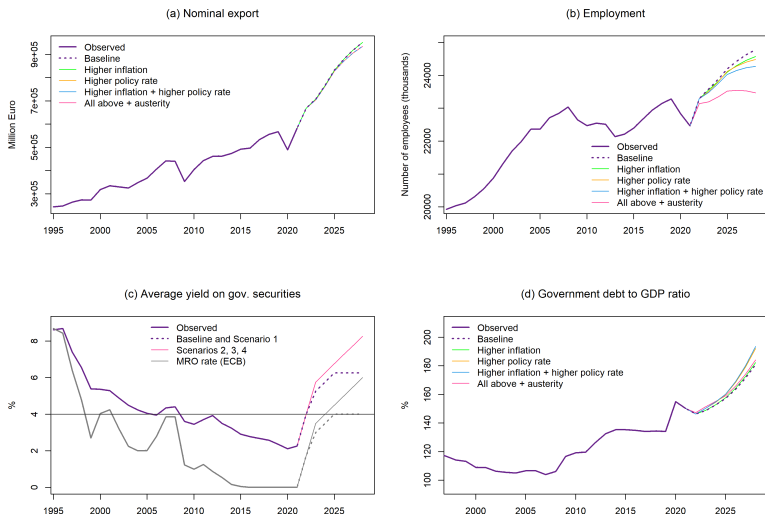 (a) Nominal export
Million Euro
9e+05
7e+05
5e+05
3e+05
Observed
Baseline
Higher inflation
Higher policy rate
Higher inflation + higher policy rate
All above + austerity
1995 2000 2005 2010 2015 2020 2025
(b) Employment
Number of employees (thousands)
24000
22000
20000
Observed
Baseline
Higher inflation
Higher policy rate
Higher inflation + higher policy rate
All above + austerity
1995 2000 2005 2010 2015 2020 2025
(c) Average yield on gov. securities
%
8
6
4
2
0
Observed
Baseline and Scenario 1
Scenarios 2, 3, 4
MRO rate (ECB)
1995 2000 2005 2010 2015 2020 2025
(d) Government debt to GDP ratio
%
200
180
160
140
120
100
Observed
Baseline
Higher inflation
Higher policy rate
Higher inflation + higher policy rate
All above + austerity
2000 2005 2010 2015 2020 2025